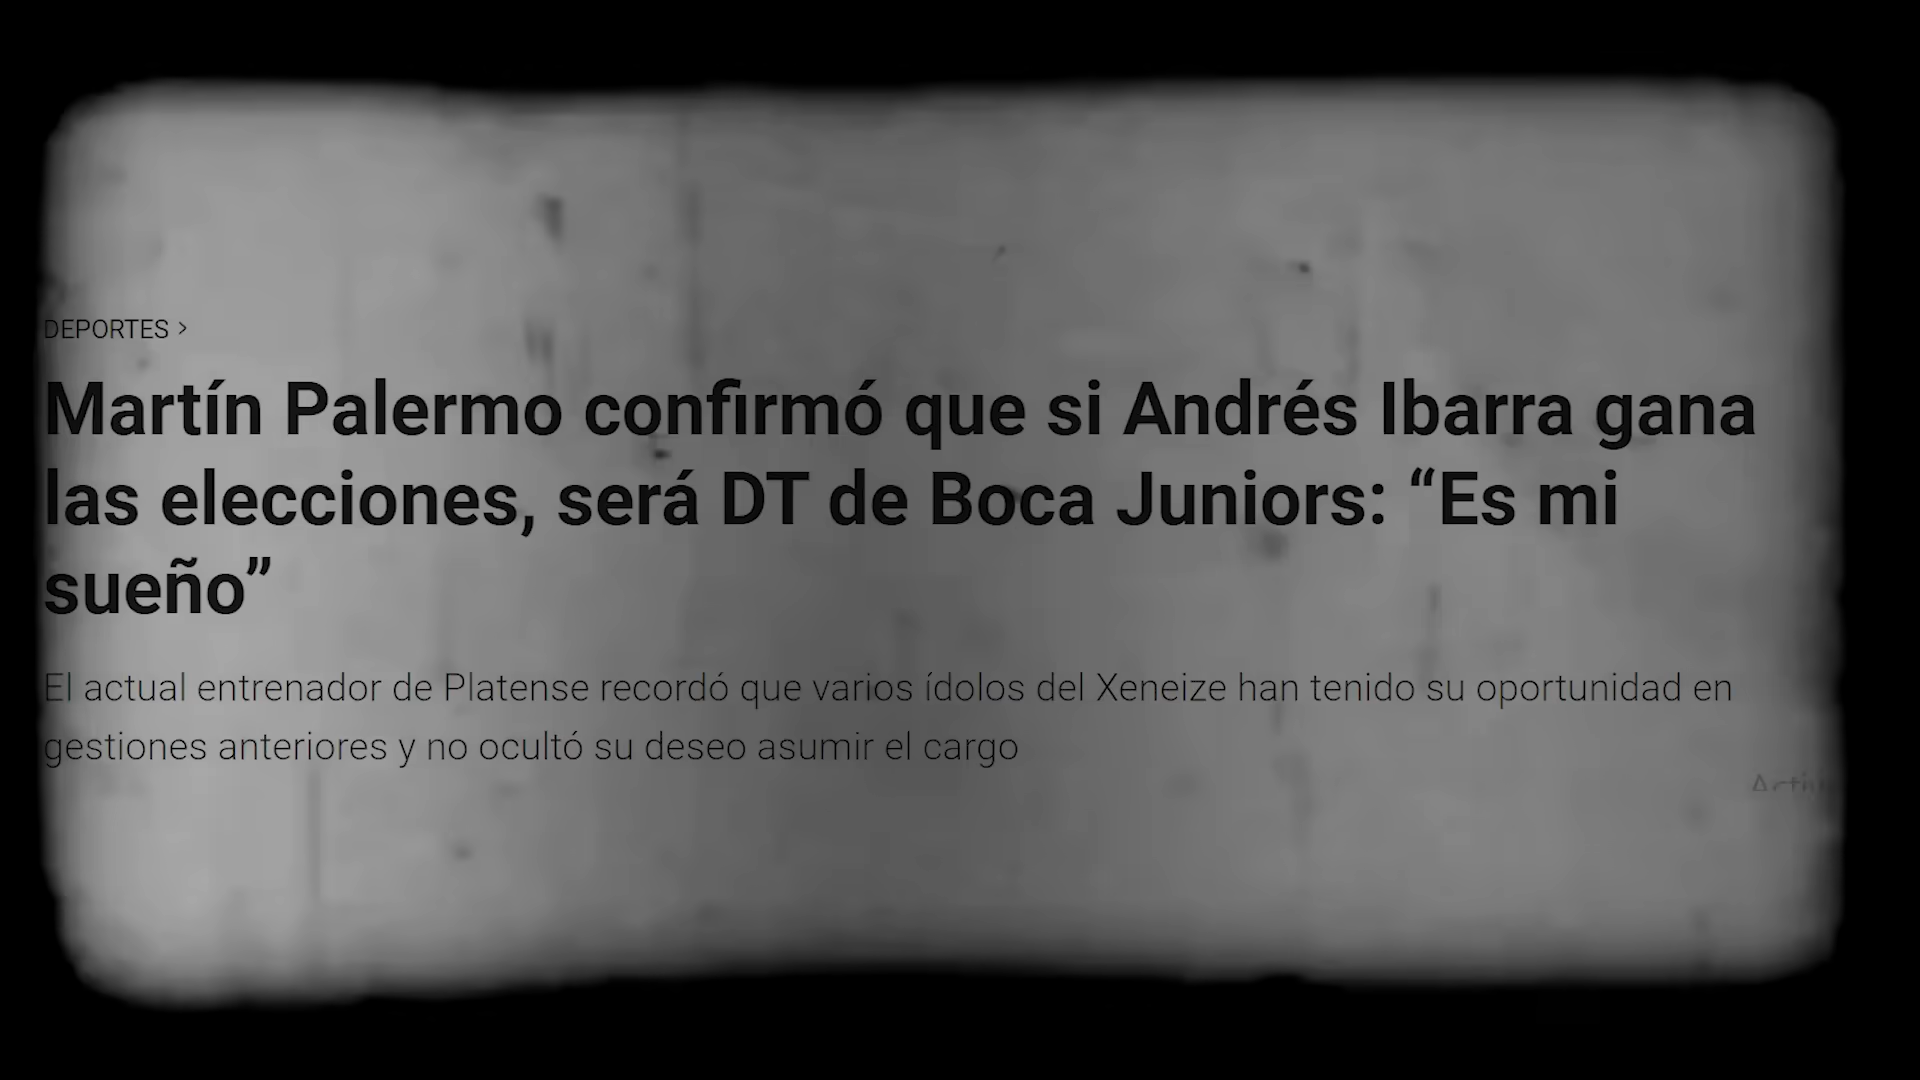 DEPORTES >
Martín Palermo confirmó que si Andrés Ibarra gana
las elecciones, será DT de Boca Juniors: “Es mi
sueño”
El actual entrenador de Platense recordó que varios ídolos del Xeneize han tenido su oportunidad en
gestiones anteriores y no ocultó su deseo asumir el cargo